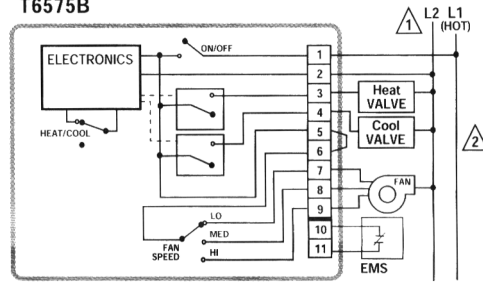 T6575B
1 L2 L1
(HOT)
ON/OFF
ELECTRONICS
1
2
3
4
5
6
7
8
9
10
11
Heat
VALVE
Cool
VALVE
2
HEAT/COOL
FAN
LO
MED
HI
FAN
SPEED
EMS